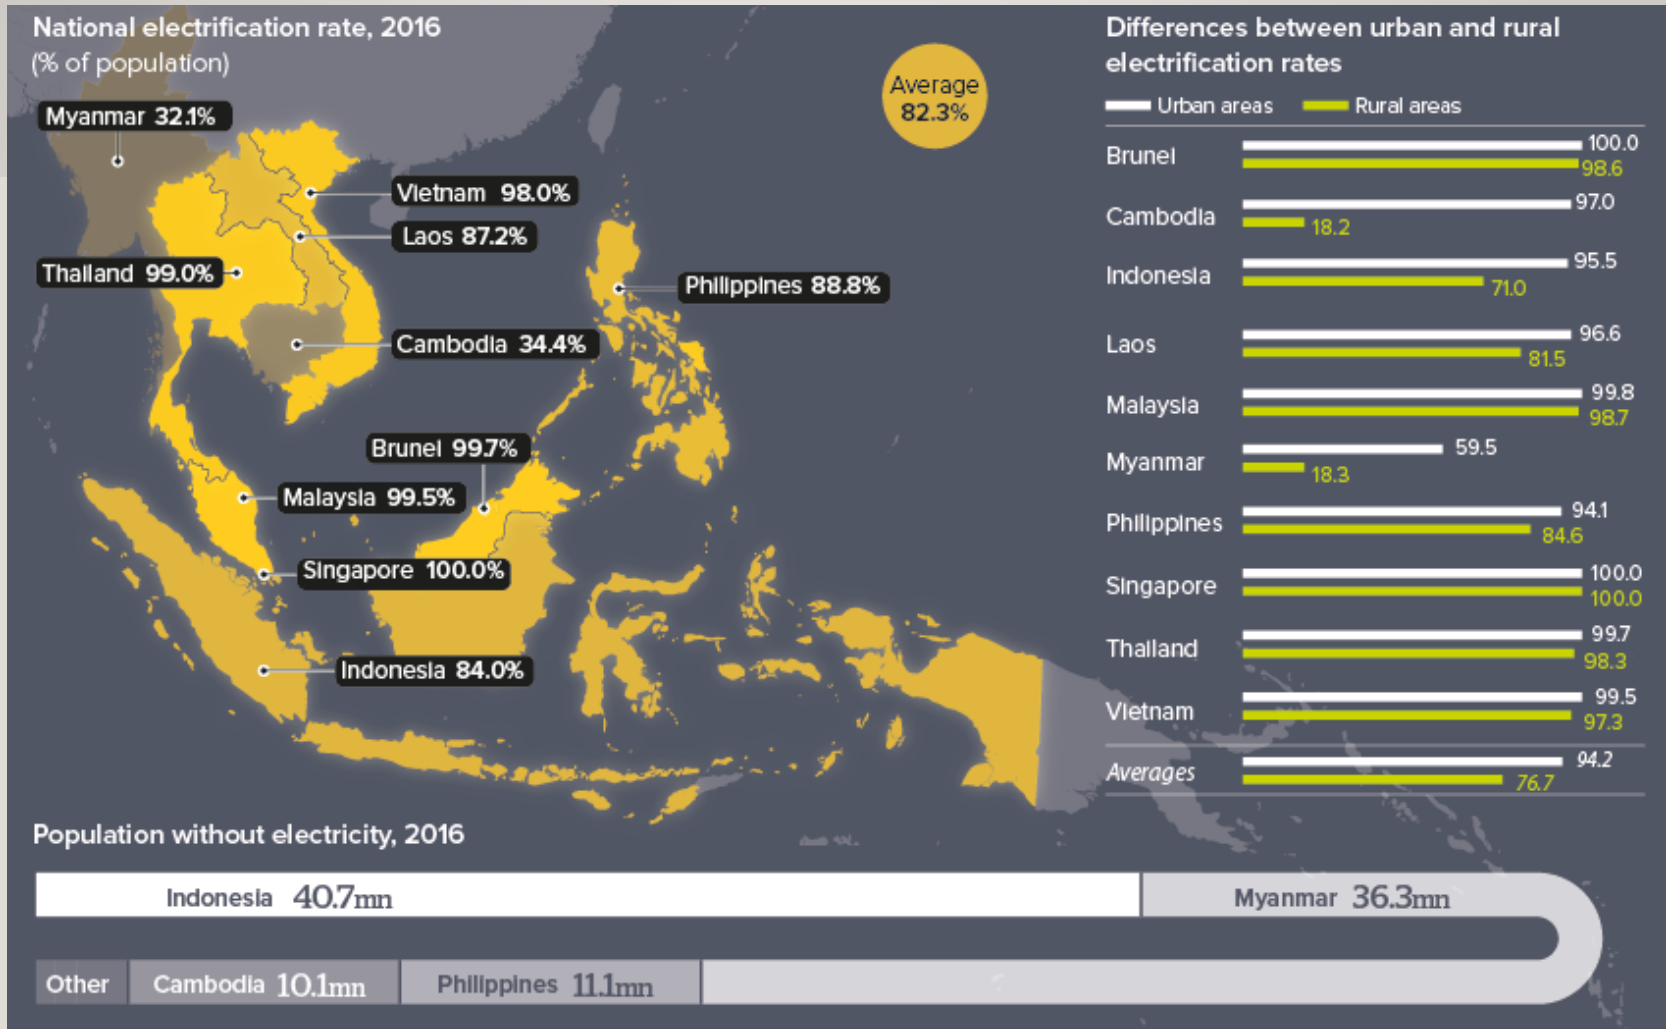 National electrification rate, 2016
(% of population)
Average
82.3%
Myanmar 32.1%
Vietnam 98.0%
Laos 87.2%
Thailand 99.0%
Philippines 88.8%
Cambodia 34.4%
Brunei 99.7%
Malaysia 99.5%
Singapore 100.0%
Indonesia 84.0%
Differences between urban and rural
electrification rates
Urban areas Rural areas
Brunei 100.0
98.6
Cambodia 97.0
18.2
Indonesia 95.5
71.0
Laos 96.6
81.5
Malaysia 99.8
98.7
Myanmar 59.5
18.3
Philippines 94.1
84.6
Singapore 100.0
100.0
Thailand 99.7
98.3
Vietnam 99.5
97.3
Averages 94.2
76.7
Population without electricity, 2016
Indonesia 40.7mn
Myanmar 36.3mn
Other
Cambodia 10.1mn
Philippines 11.1mn